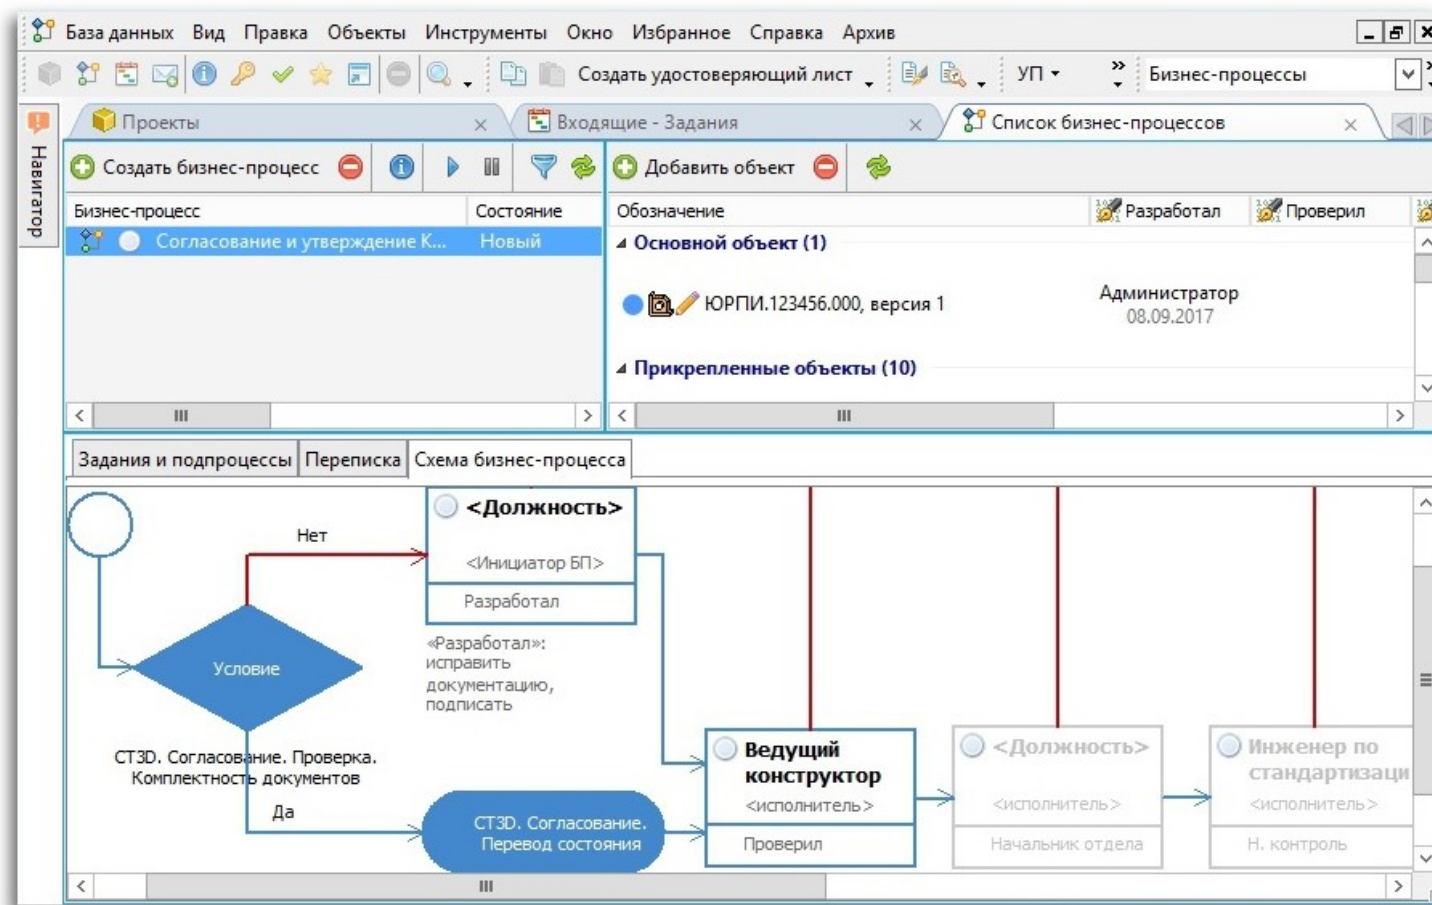 База данных Вид Правка Объекты Инструменты Окно Избранное Справка Архив
Создать удостоверяющий лист УП Бизнес-процессы
Навигатор
Проекты Входящие - Задания Список бизнес-процессов
Создать бизнес-процесс Добавить объект
Бизнес-процесс Состояние Обозначение Разработал Проверил
Согласование и утверждение К... Новый
Основной объект (1)
ЮРПИ.123456.000, версия 1 Администратор
08.09.2017
Прикрепленные объекты (10)
Задания и подпроцессы Переписка Схема бизнес-процесса
<Должность>
Нет
<Инициатор БП>
Разработал
«Разработал»:
исправить
документацию,
подписать
Условие
СТ3D. Согласование. Проверка.
Комплектность документов
Да
СТ3D. Согласование.
Перевод состояния
Ведущий
конструктор
<исполнитель>
Проверил
<Должность>
<исполнитель>
Начальник отдела
Инженер по
стандартизаци
<исполнитель>
Н. контроль